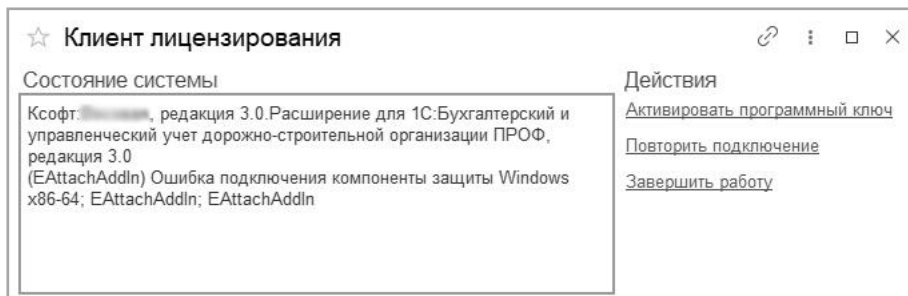 Клиент лицензирования
Состояние системы
Действия
Ксофт: , редакция 3.0.Расширение для 1С:Бухгалтерский и
управленческий учет дорожно-строительной организации ПРОФ,
редакция 3.0
(EAttachAddIn) Ошибка подключения компоненты защиты Windows
x86-64; EAttachAddIn; EAttachAddIn
Активировать программный ключ
Повторить подключение
Завершить работу